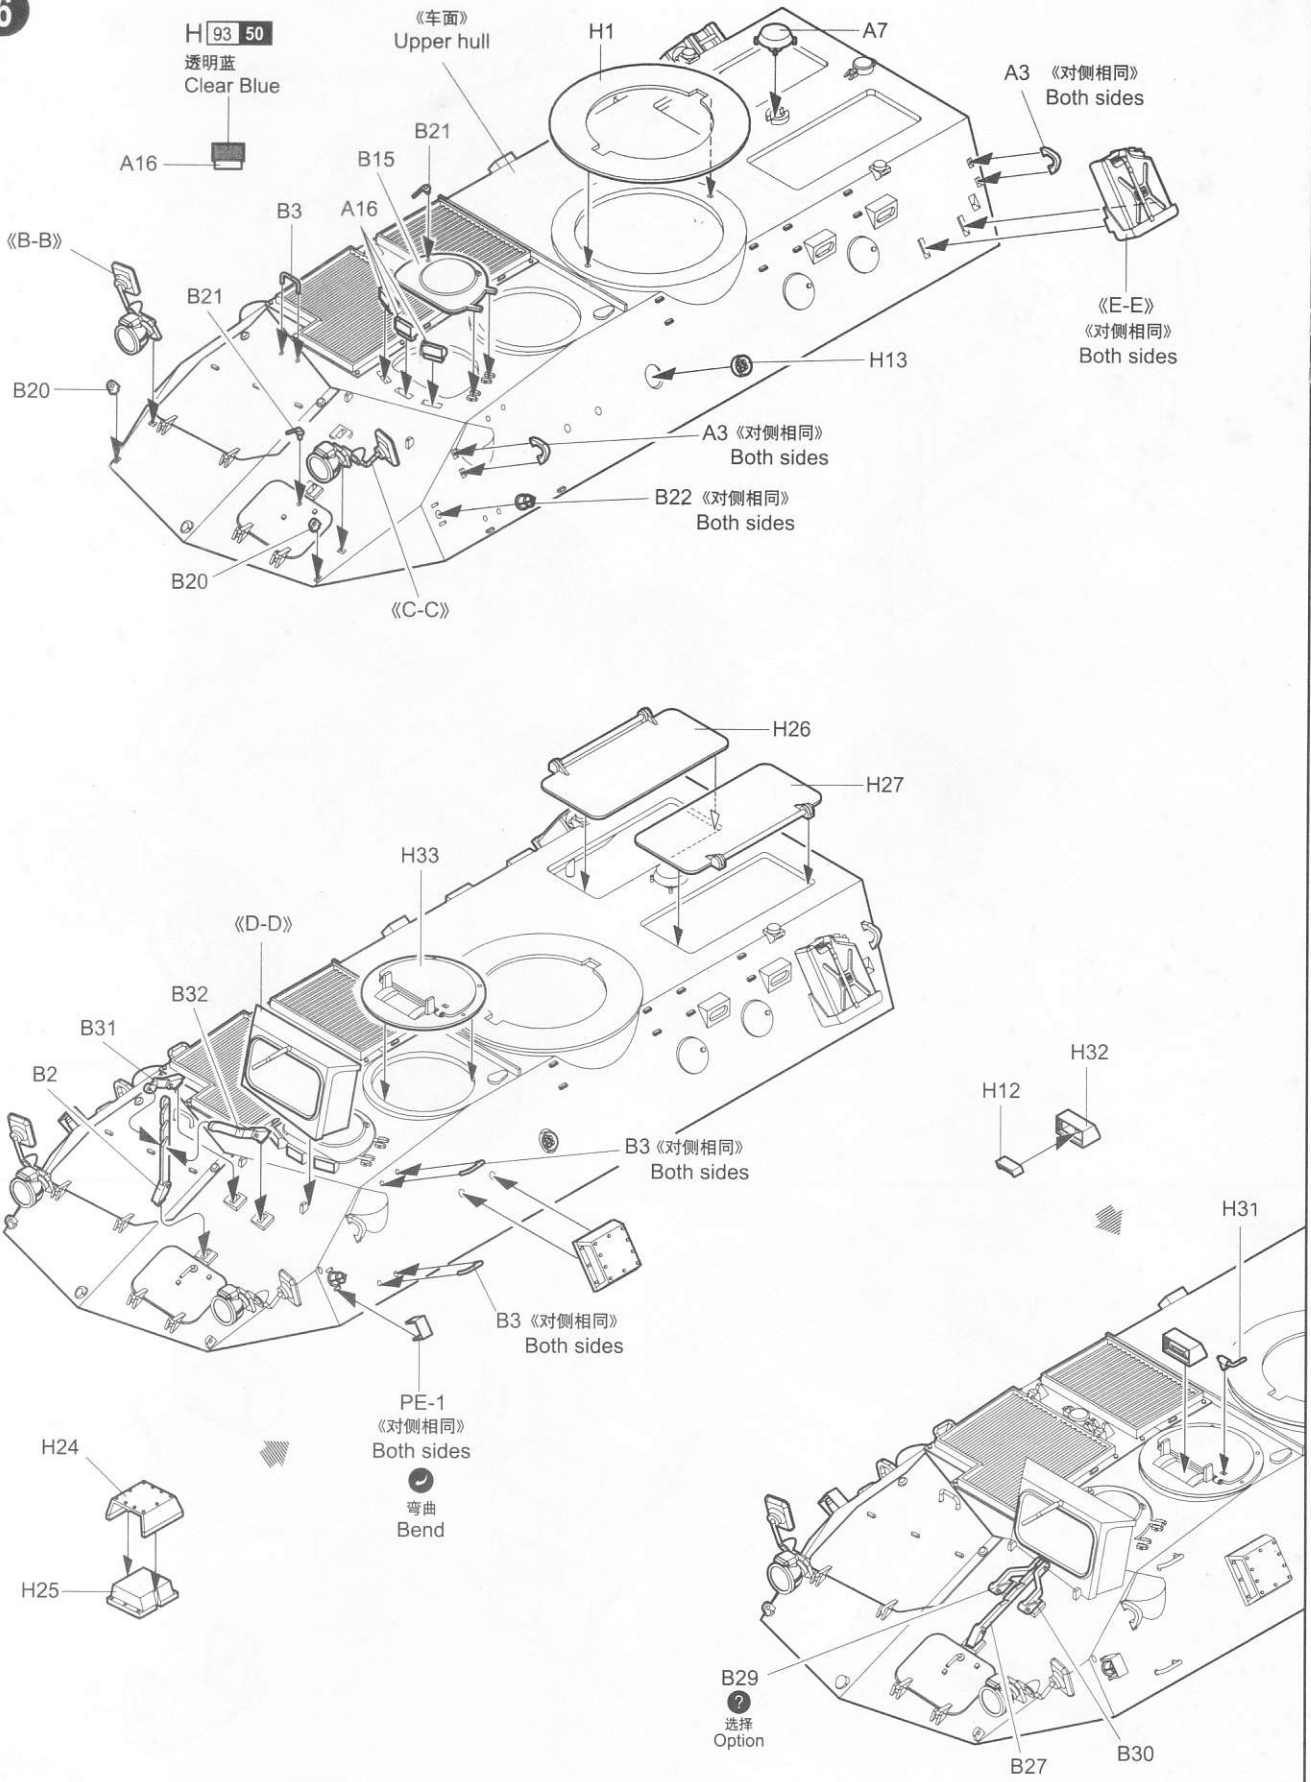 6
H 93 50
透明蓝
Clear Blue
A16
《车面》
Upper hull
H1
A7
A3 《对侧相同》
Both sides
B21
B15
A16
B3
《B-B》
B21
B20
《E-E》
《对侧相同》
Both sides
H13
A3《对侧相同》
Both sides
B22《对侧相同》
Both sides
B20
《C-C》
H26
H27
H33
《D-D》
B32
B31
B2
H32
H12
B3《对侧相同》
Both sides
H31
B3《对侧相同》
Both sides
PE-1
《对侧相同》
Both sides
弯曲
Bend
H24
H25
B29
?
选择
Option
B27
B30